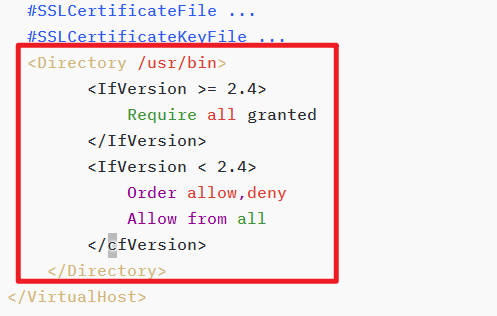 #SSLCertificateFile ...
#SSLCertificateKeyFile ...
<Directory /usr/bin>
<IfVersion >= 2.4>
Require all granted
</IfVersion>
<IfVersion < 2.4>
Order allow,deny
Allow from all
</cfVersion>
</Directory>
</VirtualHost>